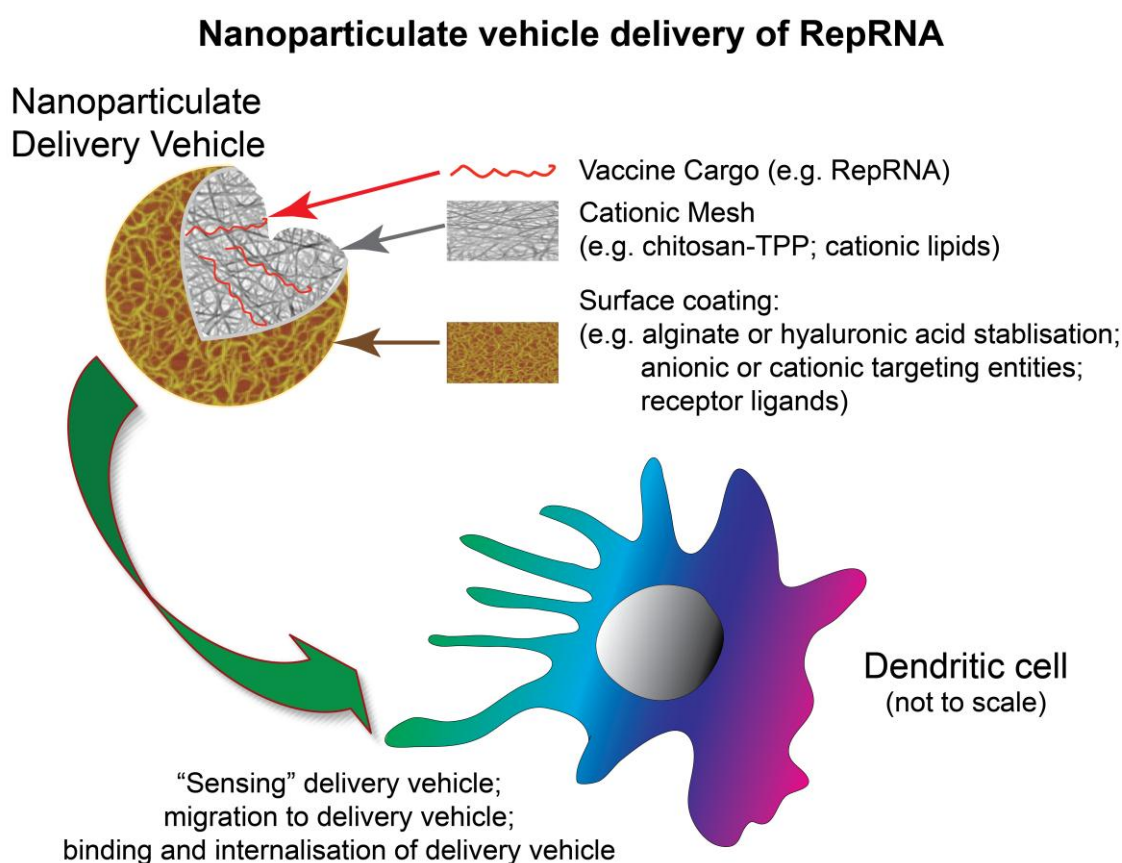 Nanoparticulate vehicle delivery of RepRNA
Nanoparticulate
Delivery Vehicle
Vaccine Cargo (e.g. RepRNA)
Cationic Mesh
(e.g. chitosan-TPP; cationic lipids)
Surface coating:
(e.g. alginate or hyaluronic acid stablisation;
anionic or cationic targeting entities;
receptor ligands)
Dendritic cell
(not to scale)
“Sensing” delivery vehicle;
migration to delivery vehicle;
binding and internalisation of delivery vehicle